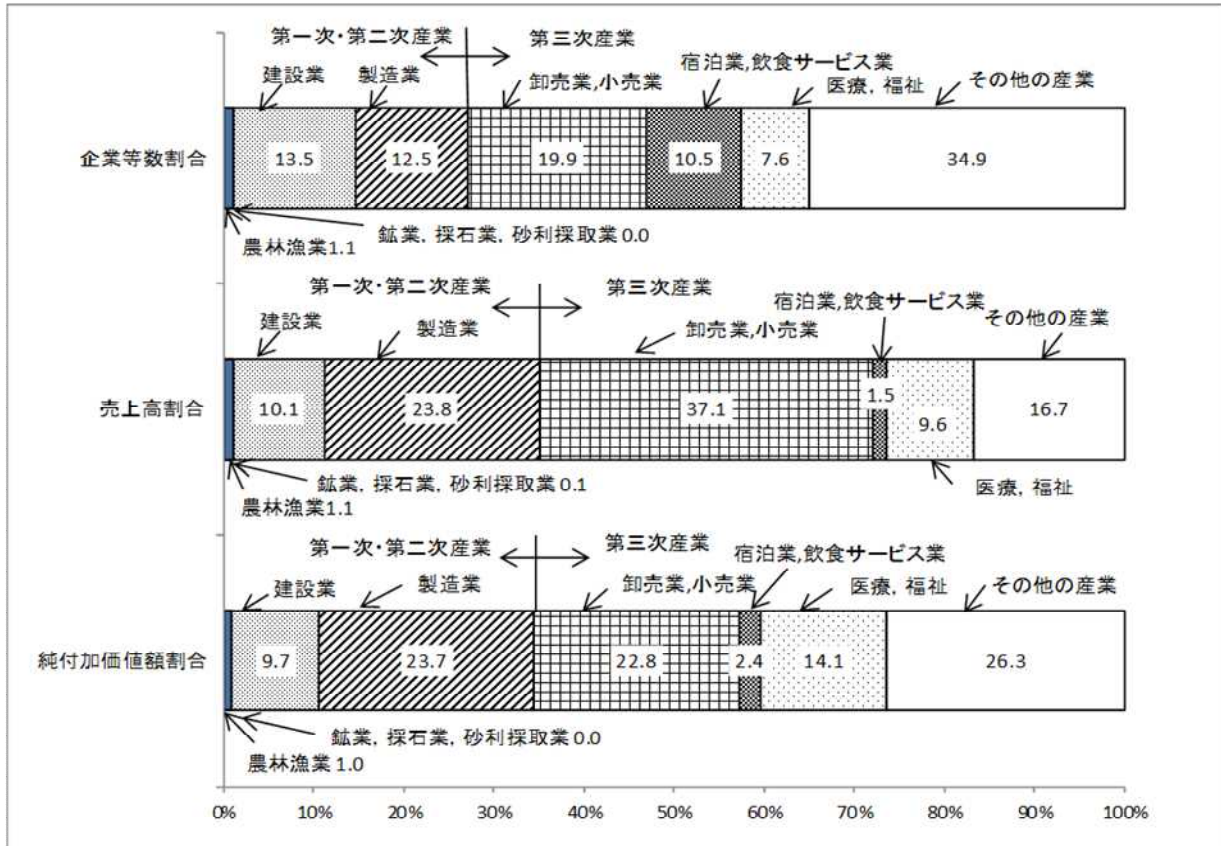 第一次・第二次産業 第三次産業
建設業 製造業 卸売業,小売業 宿泊業,飲食サービス業 医療，福祉 その他の産業
企業等数割合 13.5 12.5 19.9 10.5 7.6 34.9
農林漁業1.1 鉱業，採石業，砂利採取業0.0
第一次・第二次産業 第三次産業
建設業 製造業 卸売業,小売業 宿泊業,飲食サービス業 その他の産業
売上高割合 10.1 23.8 37.1 1.5 9.6 16.7
鉱業，採石業，砂利採取業0.1 医療，福祉
農林漁業1.1
第一次・第二次産業 第三次産業
建設業 製造業 卸売業,小売業 宿泊業,飲食サービス業 医療，福祉 その他の産業
純付加価値額割合 9.7 23.7 22.8 2.4 14.1 26.3
鉱業，採石業，砂利採取業0.0
農林漁業1.0
0% 10% 20% 30% 40% 50% 60% 70% 80% 90% 100%